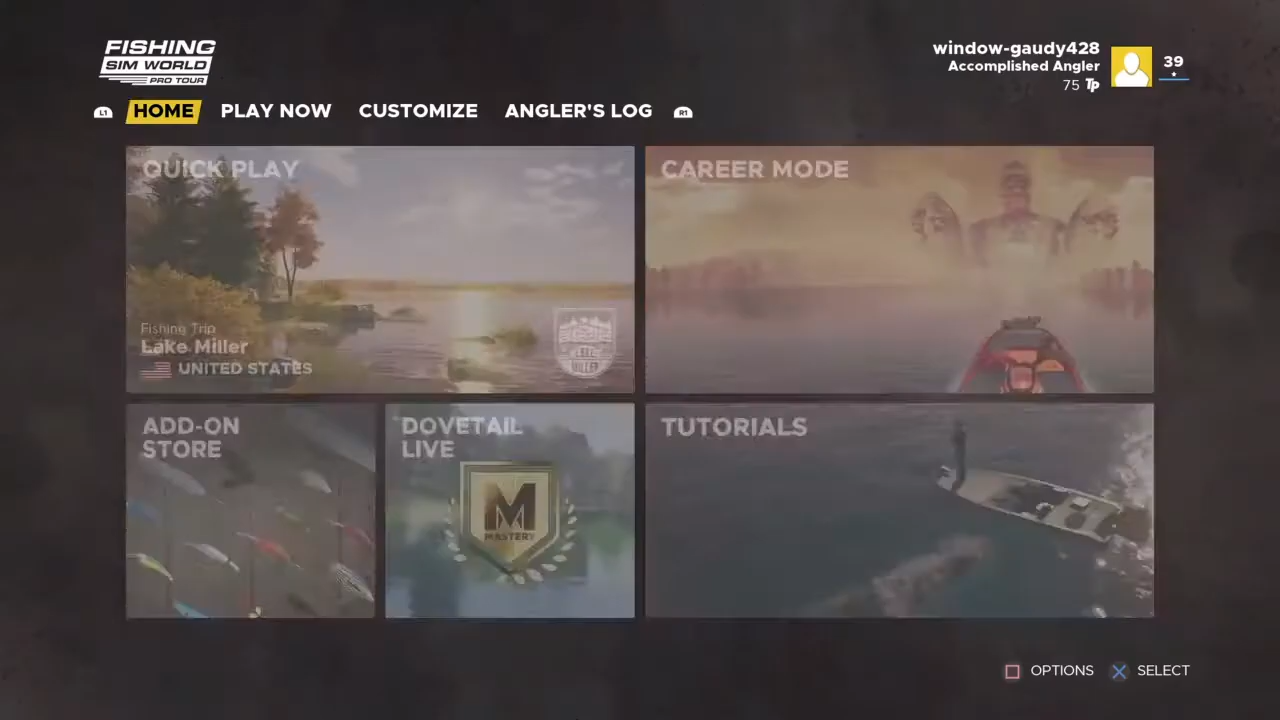 FISHING
SIM WORLD
PRO TOUR
window-gaudy428
Accomplished Angler
75 Tp
39
L1
HOME
PLAY NOW
CUSTOMIZE
ANGLER'S LOG
R1
QUICK PLAY
Fishing Trip
Lake Miller
UNITED STATES
LAKE
MILLER
CAREER MODE
ADD-ON
STORE
DOVETAIL
LIVE
M
MASTERY
TUTORIALS
OPTIONS
SELECT